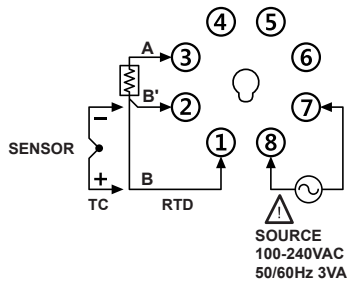 4 5
A 3 6
B' 2 7
−
SENSOR
1 8
+ B
TC RTD
!
SOURCE
100-240VAC
50/60Hz 3VA